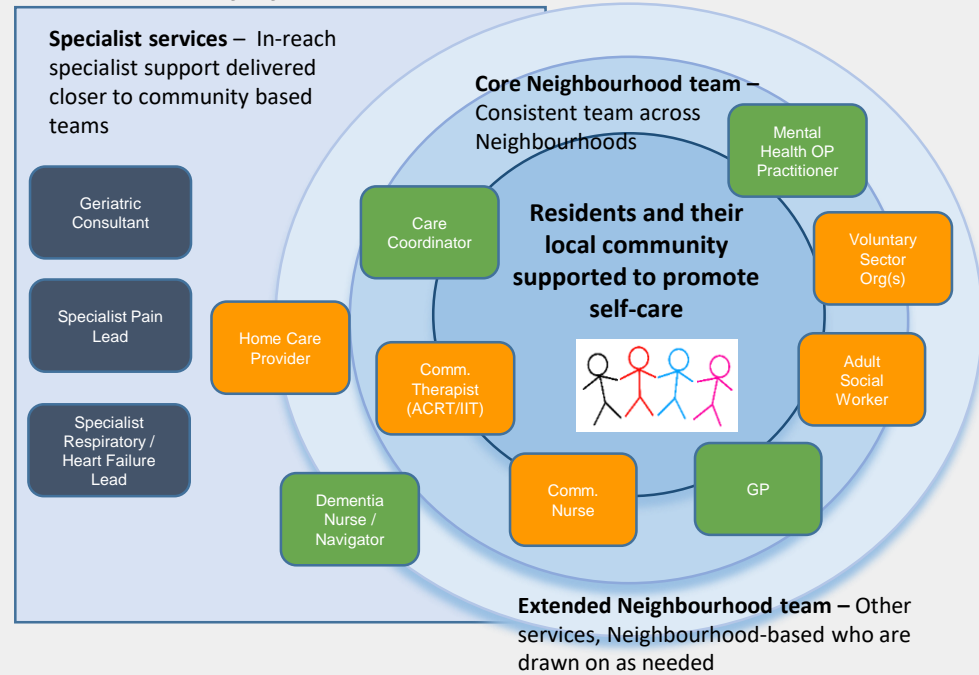 Specialist services – In-reach
specialist support delivered
closer to community based
teams
Core Neighbourhood team –
Consistent team across
Neighbourhoods
Mental
Health OP
Practitioner
Geriatric
Consultant
Care
Coordinator
Residents and their
local community
supported to promote
self-care
Voluntary
Sector
Org(s)
Specialist Pain
Lead
Home Care
Provider
Comm.
Therapist
(ACRT/IIT)
Adult
Social
Worker
Specialist
Respiratory /
Heart Failure
Lead
Dementia
Nurse /
Navigator
Comm.
Nurse
GP
Extended Neighbourhood team – Other
services, Neighbourhood-based who are
drawn on as needed